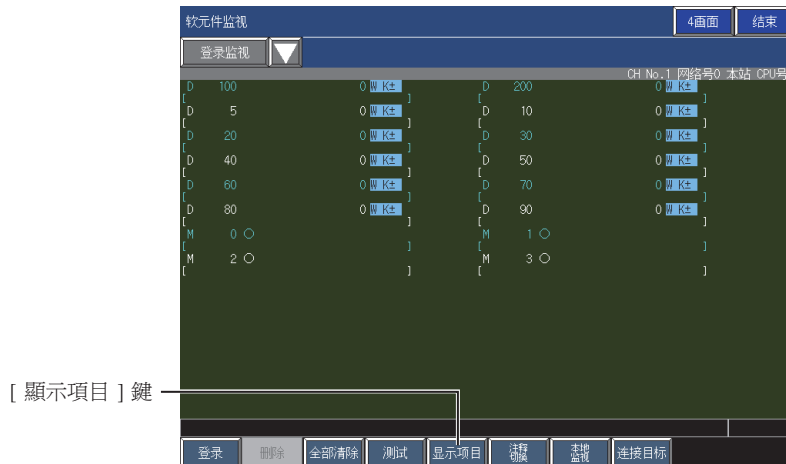 软元件监视 4画面 结束
登录监视
CH No.1 网络号0 本站 CPU号
D 100 0 W K± D 200 0 W K±
[ ] [ ]
D 5 0 W K± D 10 0 W K±
[ ] [ ]
D 20 0 W K± D 30 0 W K±
[ ] [ ]
D 40 0 W K± D 50 0 W K±
[ ] [ ]
D 60 0 W K± D 70 0 W K±
[ ] [ ]
D 80 0 W K± D 90 0 W K±
[ ] [ ]
M 0 ○ M 1 ○
[ ] [ ]
M 2 ○ M 3 ○
[ ] [ ]
[ 顯示項目 ] 鍵
登录 删除 全部清除 测试 显示项目 注释切换 本地监视 连接目标